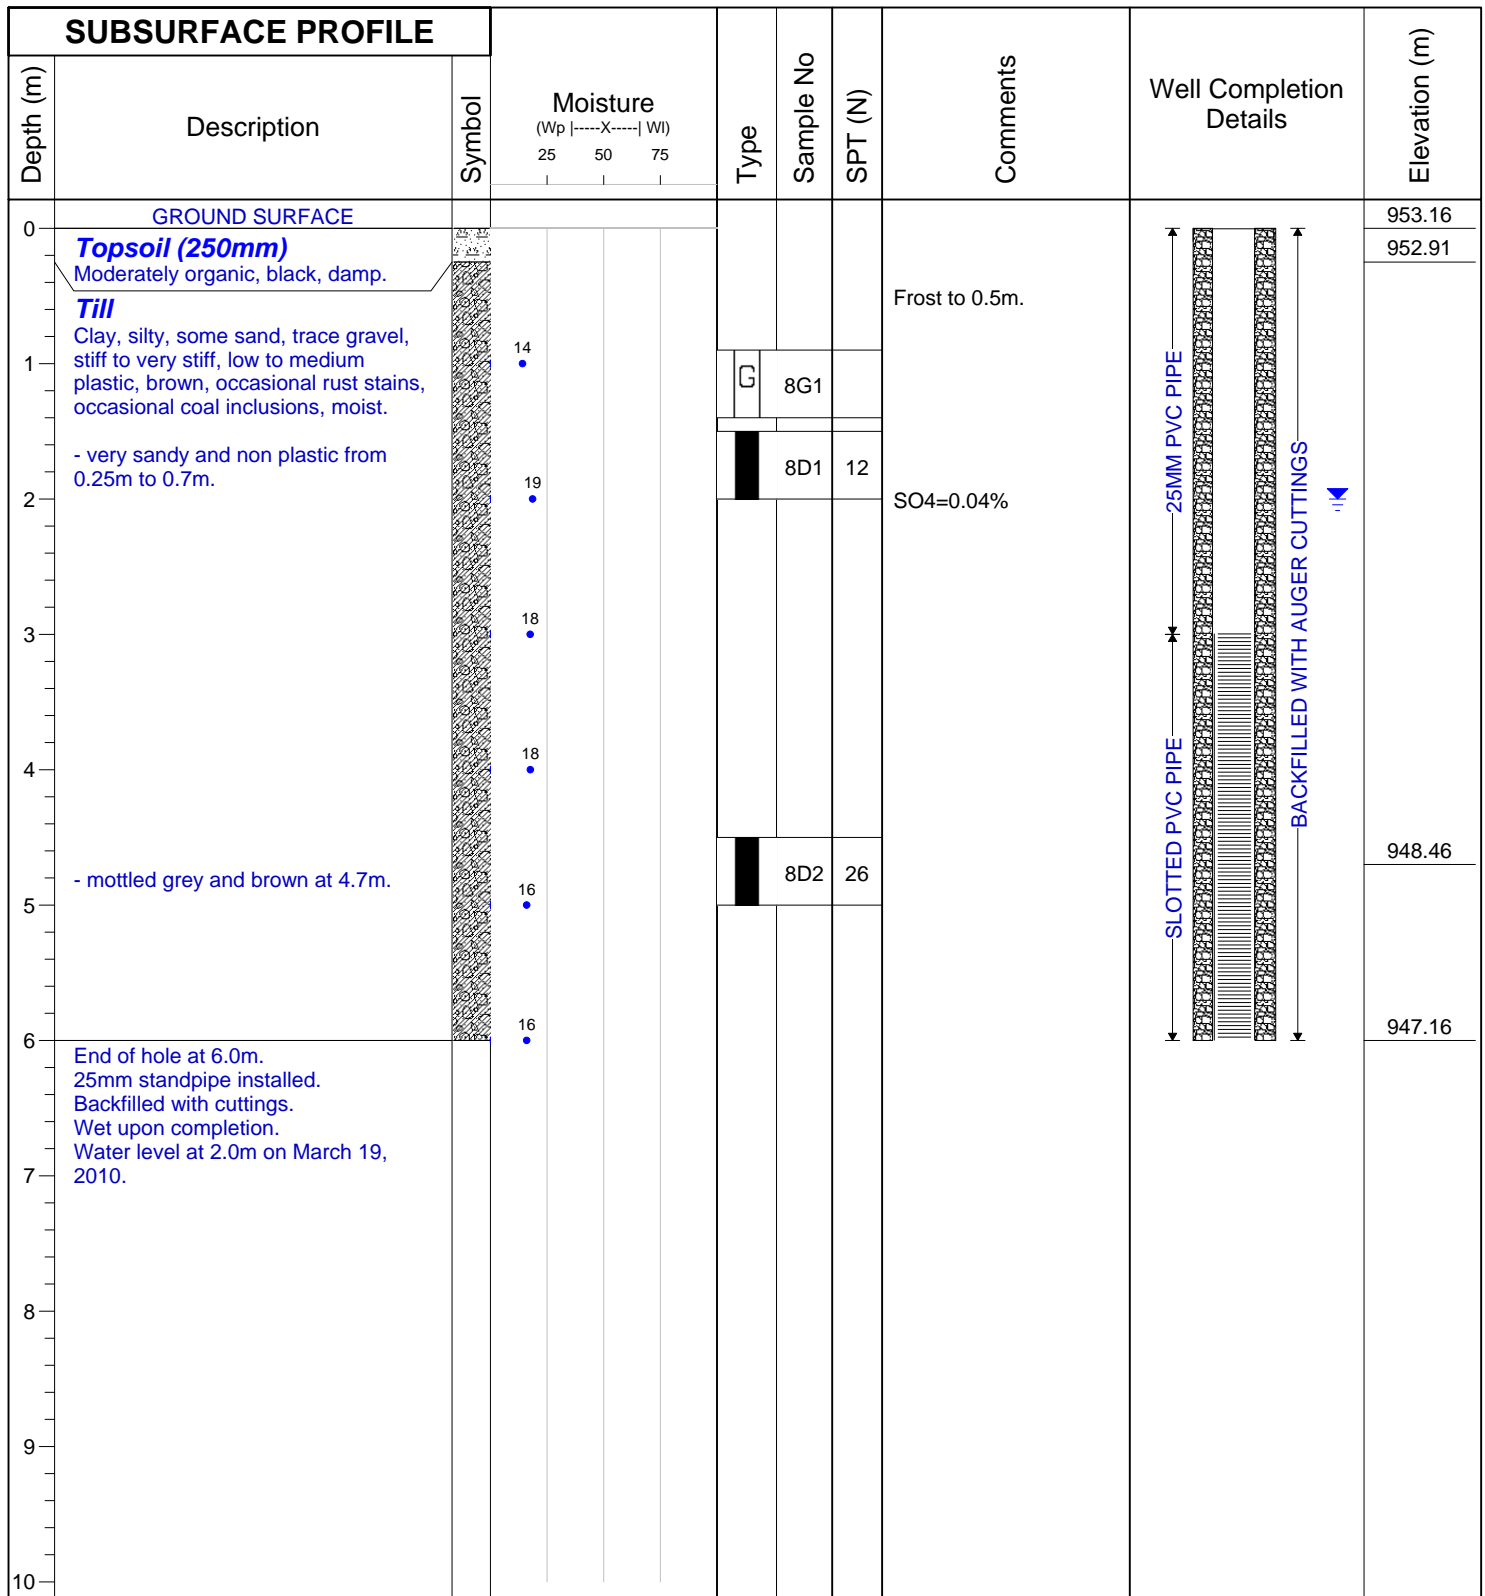 SUBSURFACE PROFILE
Depth (m)
Description
Symbol
Moisture
(Wp |-----X-----| Wl)
25 50 75
Type
Sample No
SPT (N)
Comments
Well Completion
Details
Elevation (m)
GROUND SURFACE
953.16
0
Topsoil (250mm)
952.91
Moderately organic, black, damp.
Till
Frost to 0.5m.
Clay, silty, some sand, trace gravel,
stiff to very stiff, low to medium
plastic, brown, occasional rust stains,
occasional coal inclusions, moist.
14
1
G
8G1
- very sandy and non plastic from
0.25m to 0.7m.
8D1
12
19
2
SO4=0.04%
25MM PVC PIPE
BACKFILLED WITH AUGER CUTTINGS
18
3
18
4
SLOTTED PVC PIPE
948.46
- mottled grey and brown at 4.7m.
8D2
26
16
5
16
947.16
6
End of hole at 6.0m.
25mm standpipe installed.
Backfilled with cuttings.
Wet upon completion.
Water level at 2.0m on March 19,
2010.
7
8
9
10